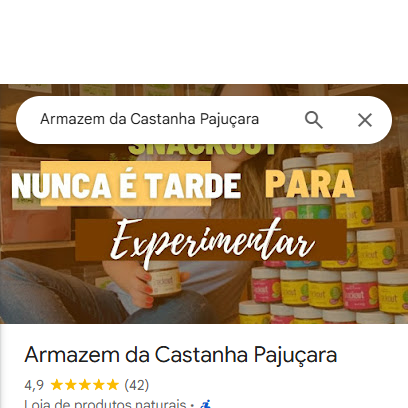 Armazem da Castanha Pajuçara
SNACKOUT
NUNCA É TARDE PARA
Experimentar
Armazem da Castanha Pajuçara
4,9 ★★★★★ (42)
Loja de produtos naturais ·